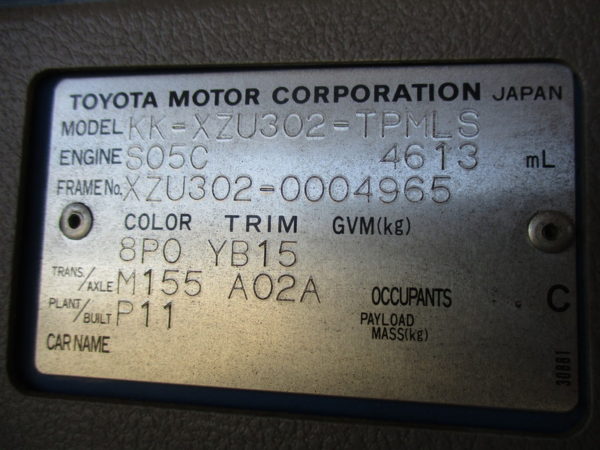 TOYOTA MOTOR CORPORATION JAPAN
MODEL KK-XZU302-TPMLS
ENGINE S05C 4613 mL
FRAME No. XZU302-0004965
COLOR TRIM GVM(kg)
8P0 YB15
TRANS/AXLE M155 A02A OCCUPANTS C
PLANT/BUILT P11 PAYLOAD MASS(kg)
CAR NAME
30881